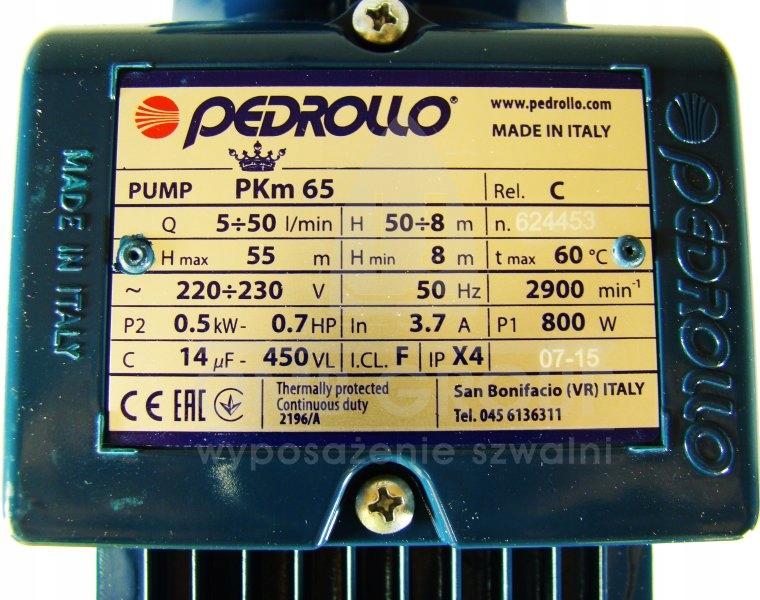 PEDROLLO®
www.pedrollo.com
MADE IN ITALY
PUMP PKm 65 Rel. C
Q 5÷50 l/min H 50÷8 m n. 624453
H max 55 m H min 8 m t max 60 °C
~ 220÷230 V 50 Hz 2900 min⁻¹
P2 0.5 kW- 0.7 HP In 3.7 A P1 800 W
C 14 µF - 450 VL I.CL. F IP X4 07-15
CE EAC
Thermally protected
Continuous duty
2196/A
San Bonifacio (VR) ITALY
Tel. 045 6136311
wyposażenie szwalni
MADE IN ITALY
PEDROLLO